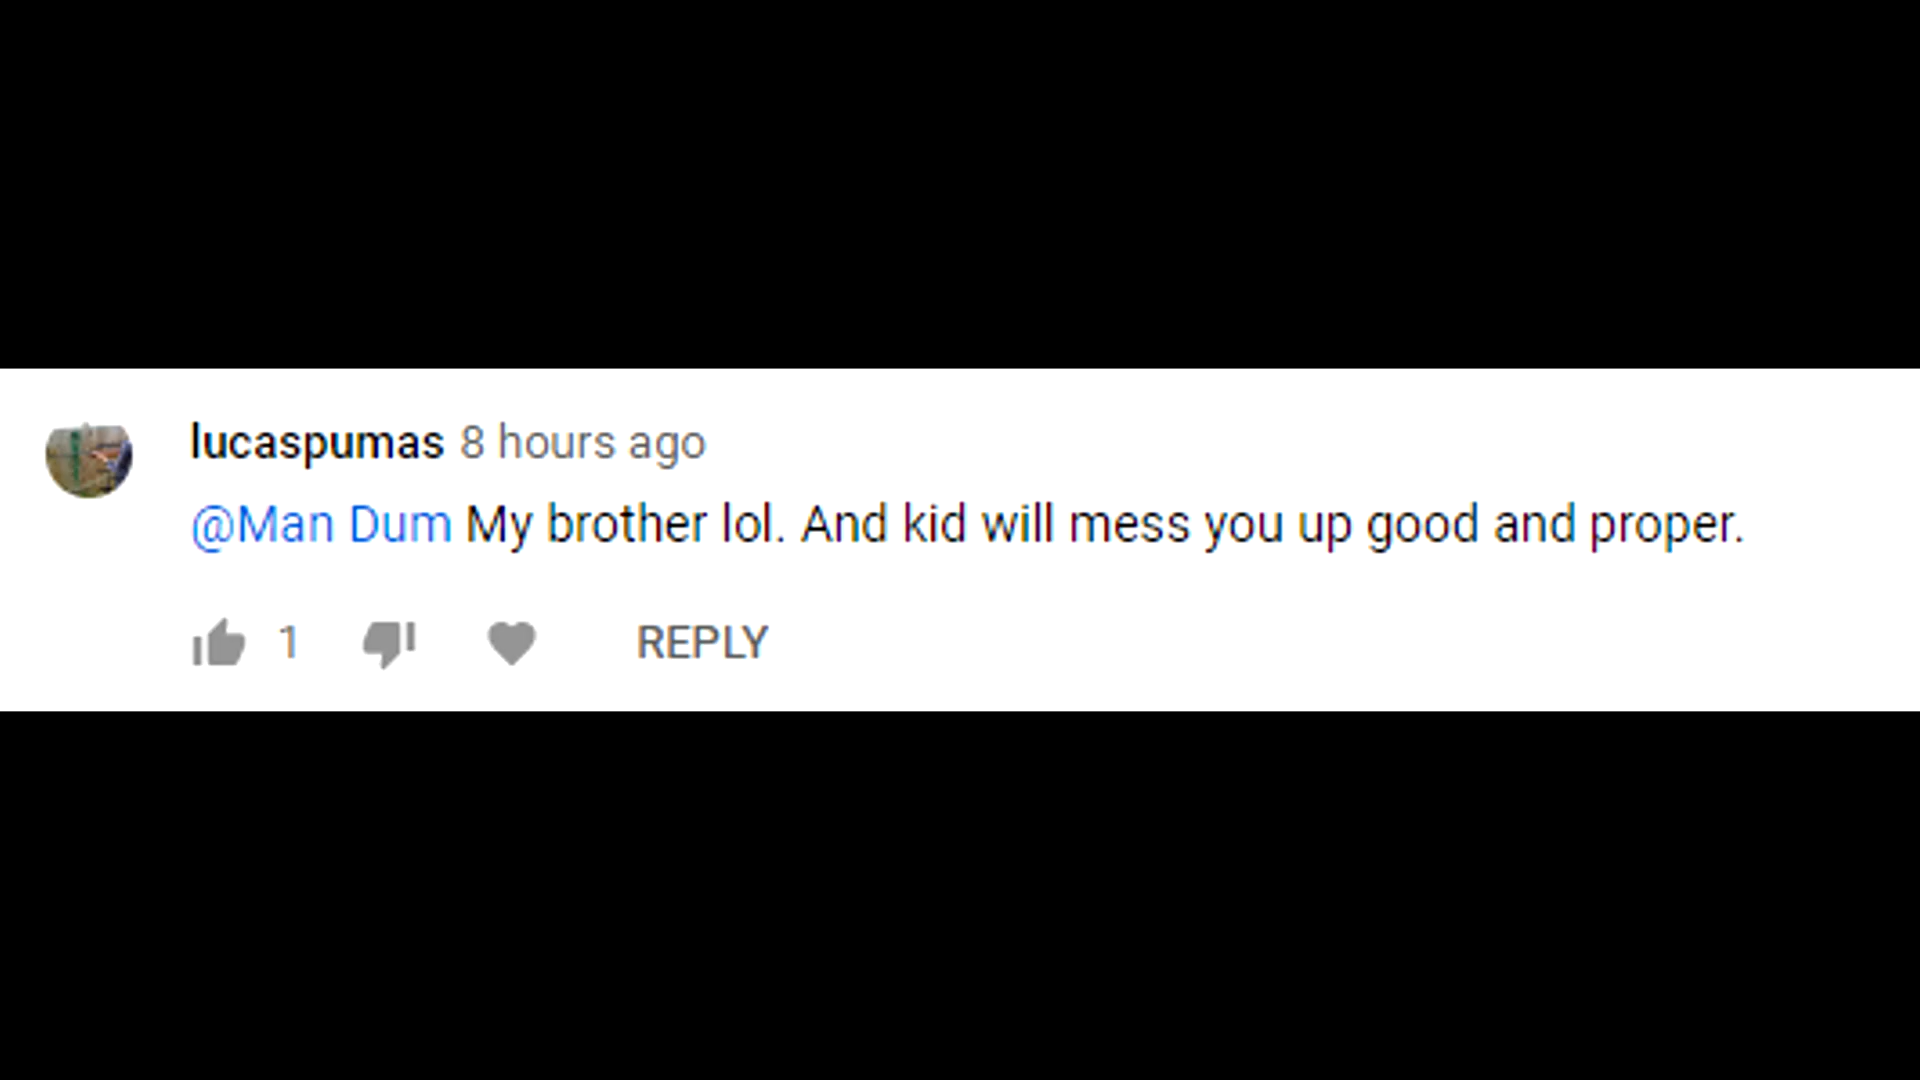 lucaspumas 8 hours ago
@Man Dum My brother lol. And kid will mess you up good and proper.
1 REPLY